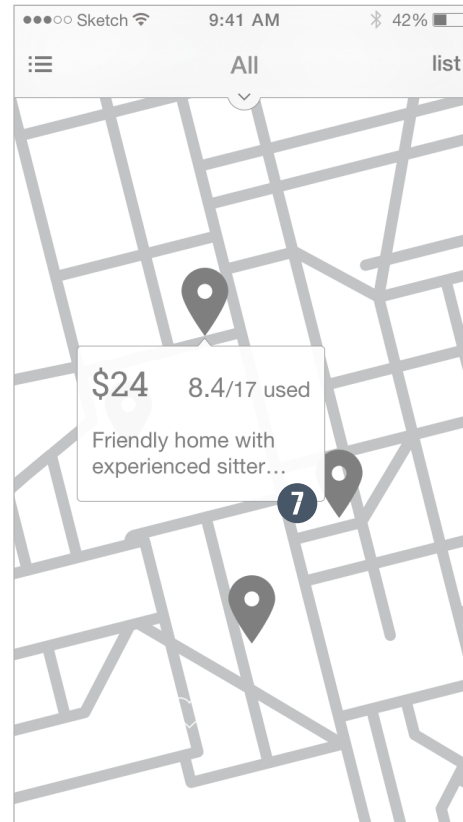 Sketch 9:41 AM 42%
All list
$24 8.4/17 used
Friendly home with
experienced sitter...
7